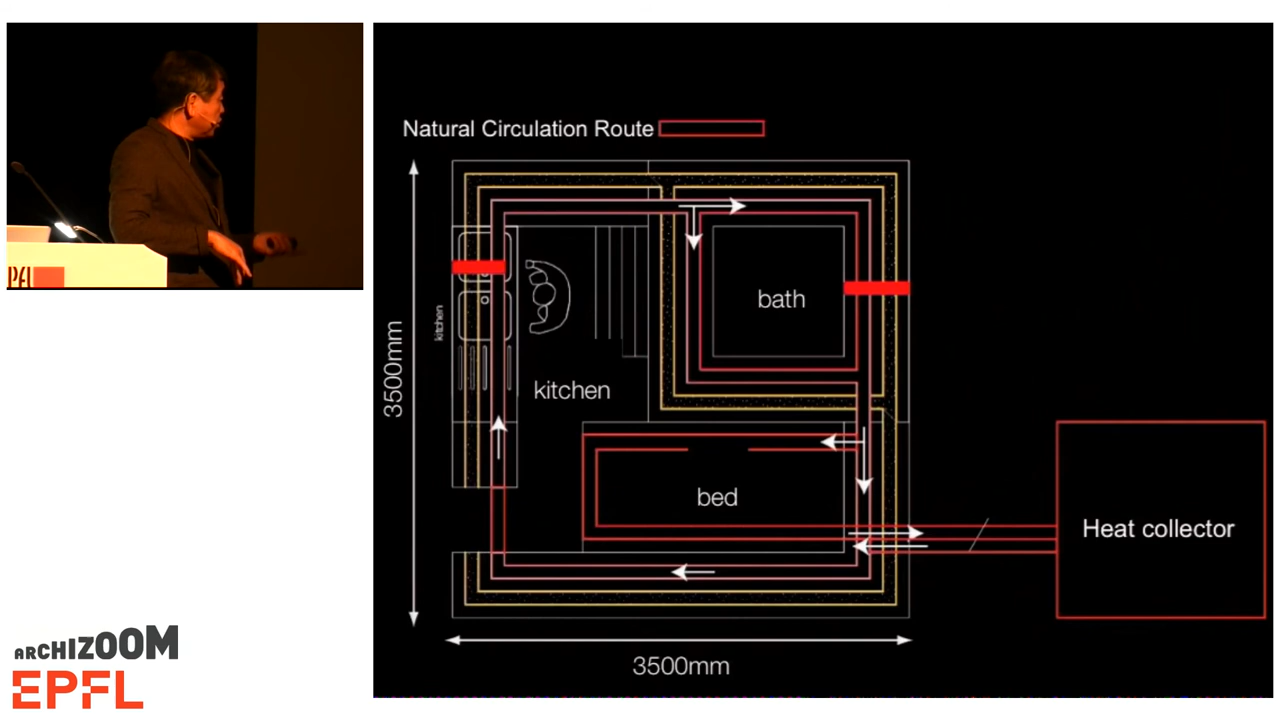 Natural Circulation Route
kitchen
bath
kitchen
3500mm
bed
Heat collector
3500mm
ARCHIZOOM
EPFL